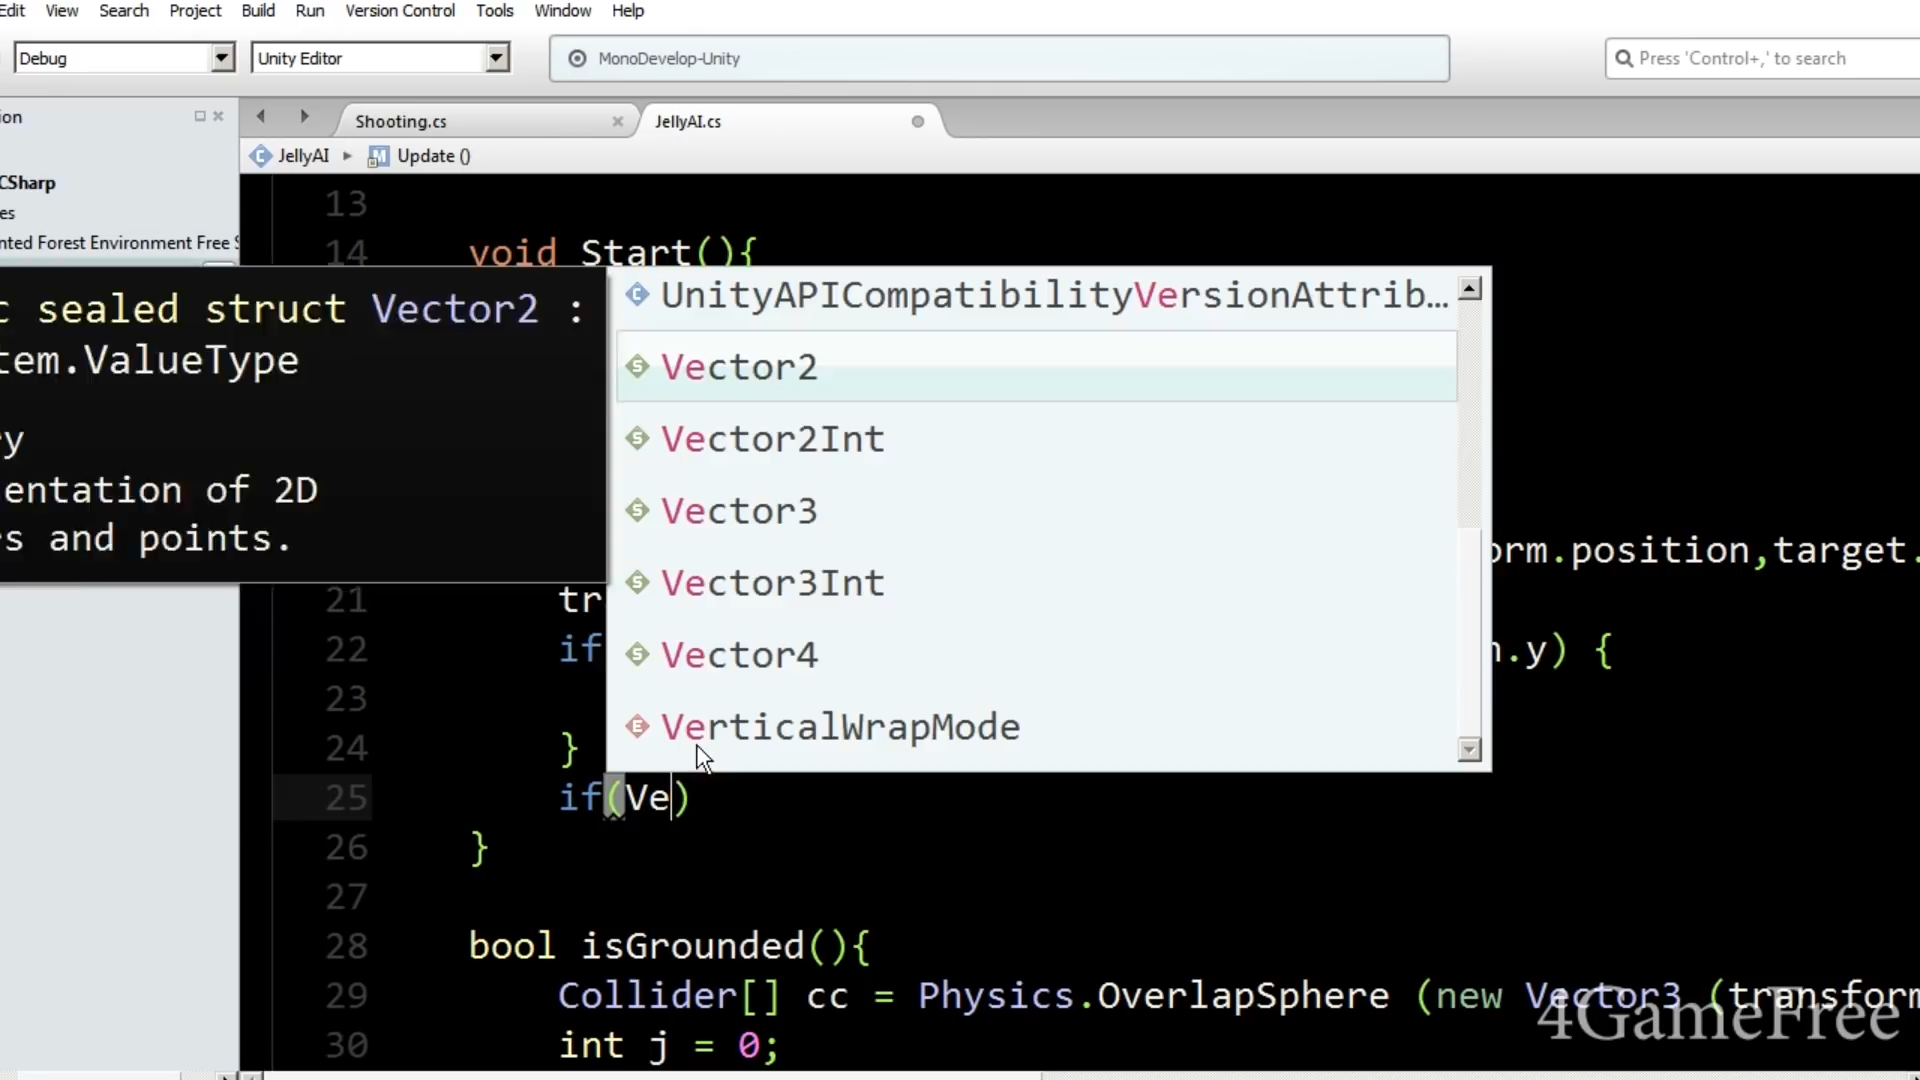 Edit View Search Project Build Run Version Control Tools Window Help
Debug Unity Editor MonoDevelop-Unity Press 'Control+,' to search
ion
Shooting.cs JellyAI.cs
JellyAI Update ()
CSharp
es
nted Forest Environment Free S
13
14 void Start(){
c sealed struct Vector2 :
tem.ValueType
ry
entation of 2D
s and points.
UnityAPICompatibilityVersionAttrib...
Vector2
Vector2Int
Vector3
Vector3Int
Vector4
VerticalWrapMode
orm.position,target.
21 tr
22 if n.y) {
23
24 }
25 if(Ve)
26 }
27
28 bool isGrounded(){
29 Collider[] cc = Physics.OverlapSphere (new Vector3 (transform
30 int j = 0;
4GameFree